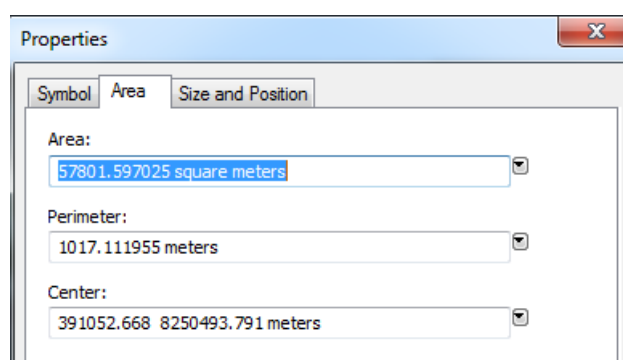 Properties
Symbol Area Size and Position
Area:
57801.597025 square meters
Perimeter:
1017.111955 meters
Center:
391052.668 8250493.791 meters